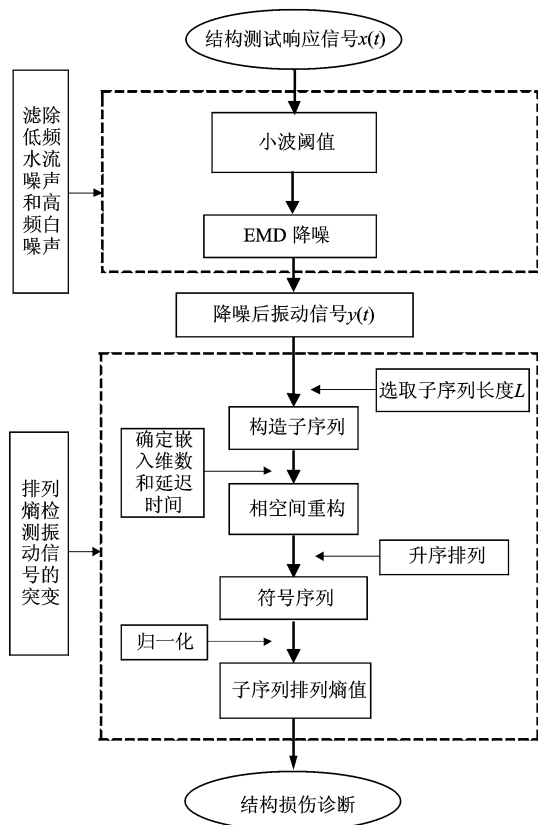 结构测试响应信号x(t)
滤除
低频
水流
噪声
和高
频白
噪声
小波阈值
EMD 降噪
降噪后振动信号y(t)
选取子序列长度L
构造子序列
确定嵌
入维数
和延迟
时间
排列
熵检
测振
动信
号的
突变
相空间重构
升序排列
符号序列
归一化
子序列排列熵值
结构损伤诊断